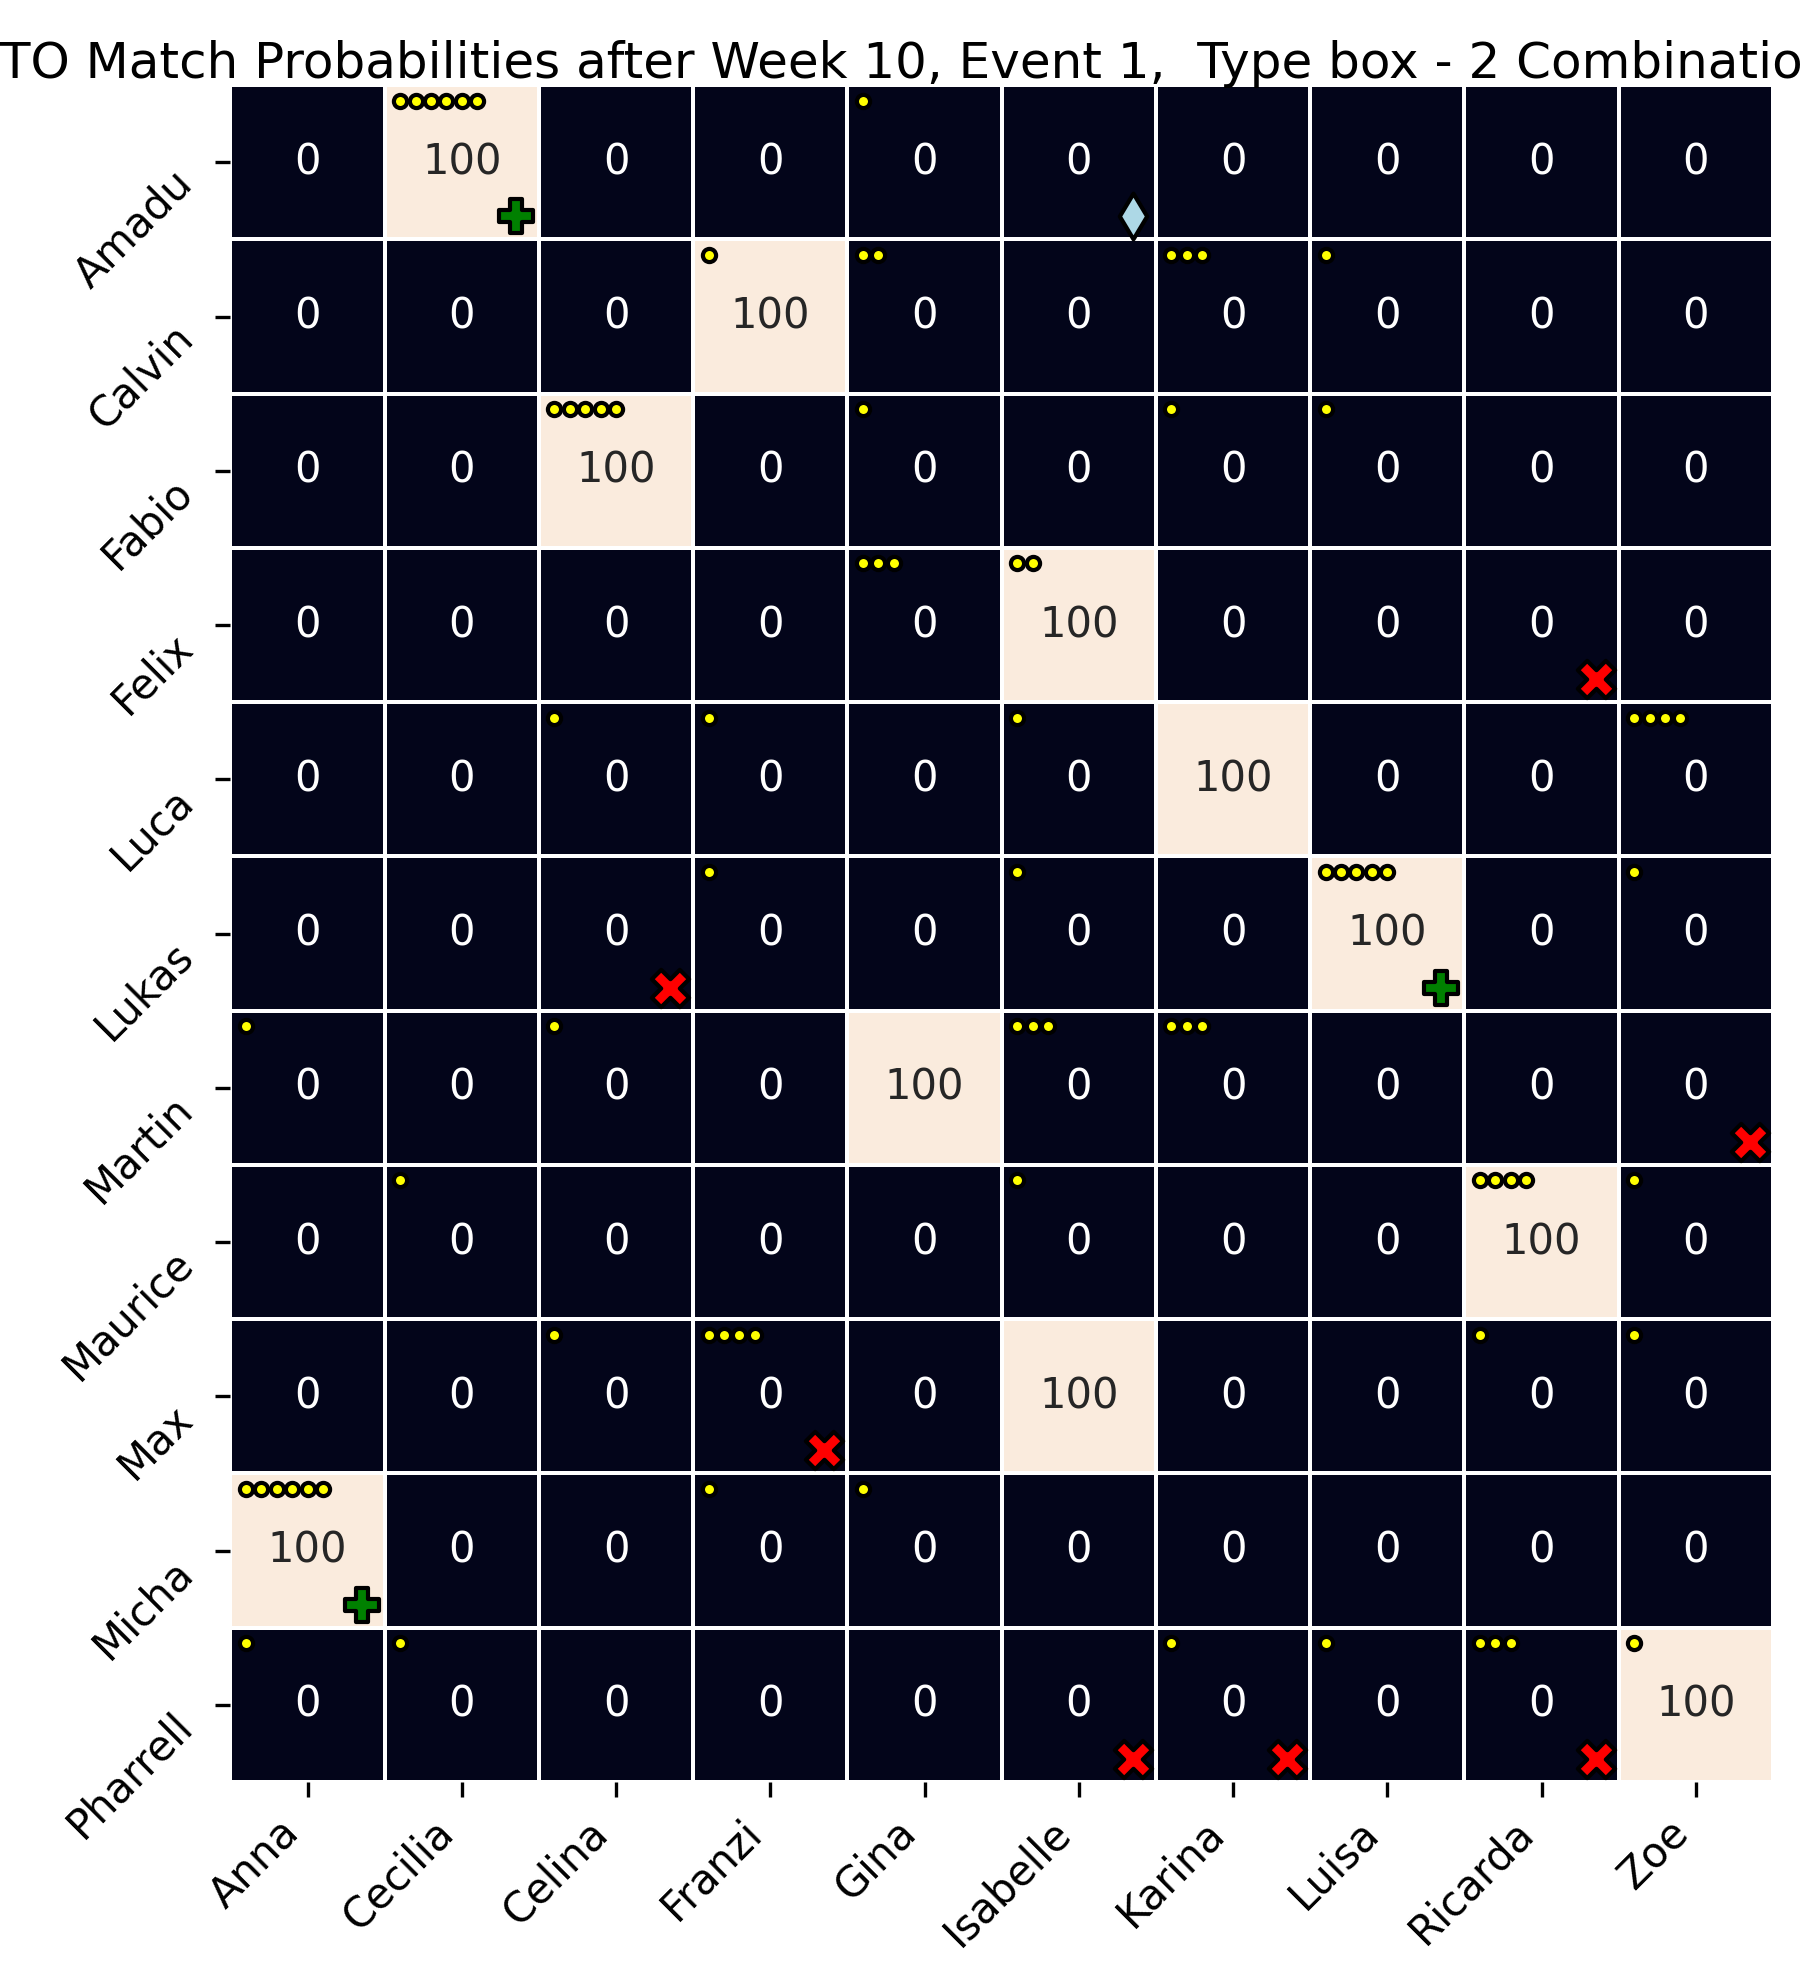 TO Match Probabilities after Week 10, Event 1, Type box - 2 Combinatio
Amadu 0 100 0 0 0 0 0 0 0 0
Calvin 0 0 0 100 0 0 0 0 0 0
Fabio 0 0 100 0 0 0 0 0 0 0
Felix 0 0 0 0 0 100 0 0 0 0
Luca 0 0 0 0 0 0 100 0 0 0
Lukas 0 0 0 0 0 0 0 100 0 0
Martin 0 0 0 0 100 0 0 0 0 0
Maurice 0 0 0 0 0 0 0 0 100 0
Max 0 0 0 0 0 100 0 0 0 0
Micha 100 0 0 0 0 0 0 0 0 0
Pharrell 0 0 0 0 0 0 0 0 0 100
Anna Cecilia Celina Franzi Gina Isabelle Karina Luisa Ricarda Zoe